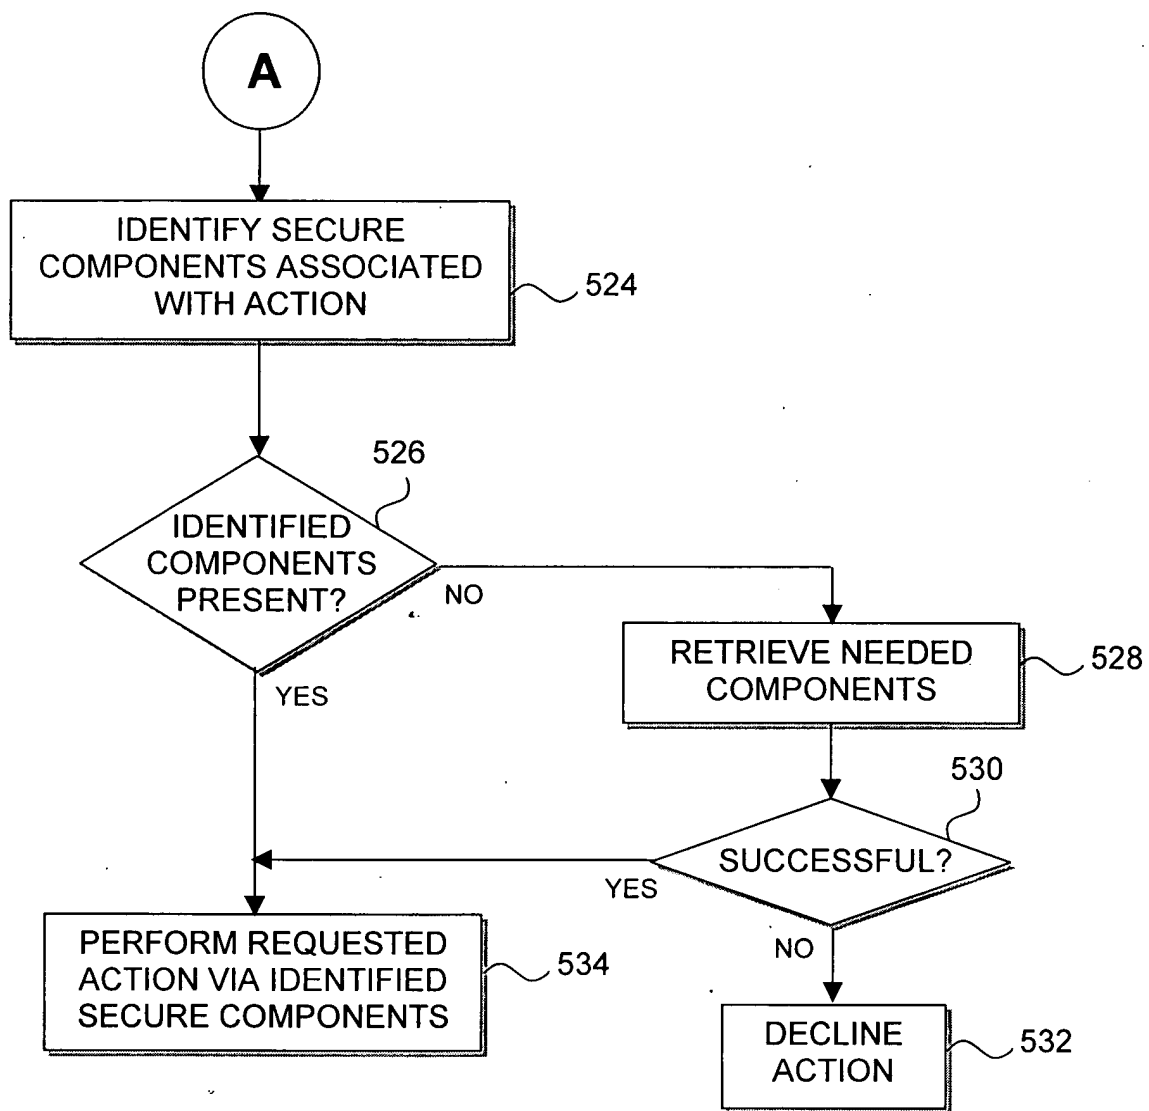 A
IDENTIFY SECURE
COMPONENTS ASSOCIATED
WITH ACTION
524
526
IDENTIFIED
COMPONENTS
PRESENT?
NO
YES
RETRIEVE NEEDED
COMPONENTS
528
530
SUCCESSFUL?
YES
NO
PERFORM REQUESTED
ACTION VIA IDENTIFIED
SECURE COMPONENTS
534
DECLINE
ACTION
532